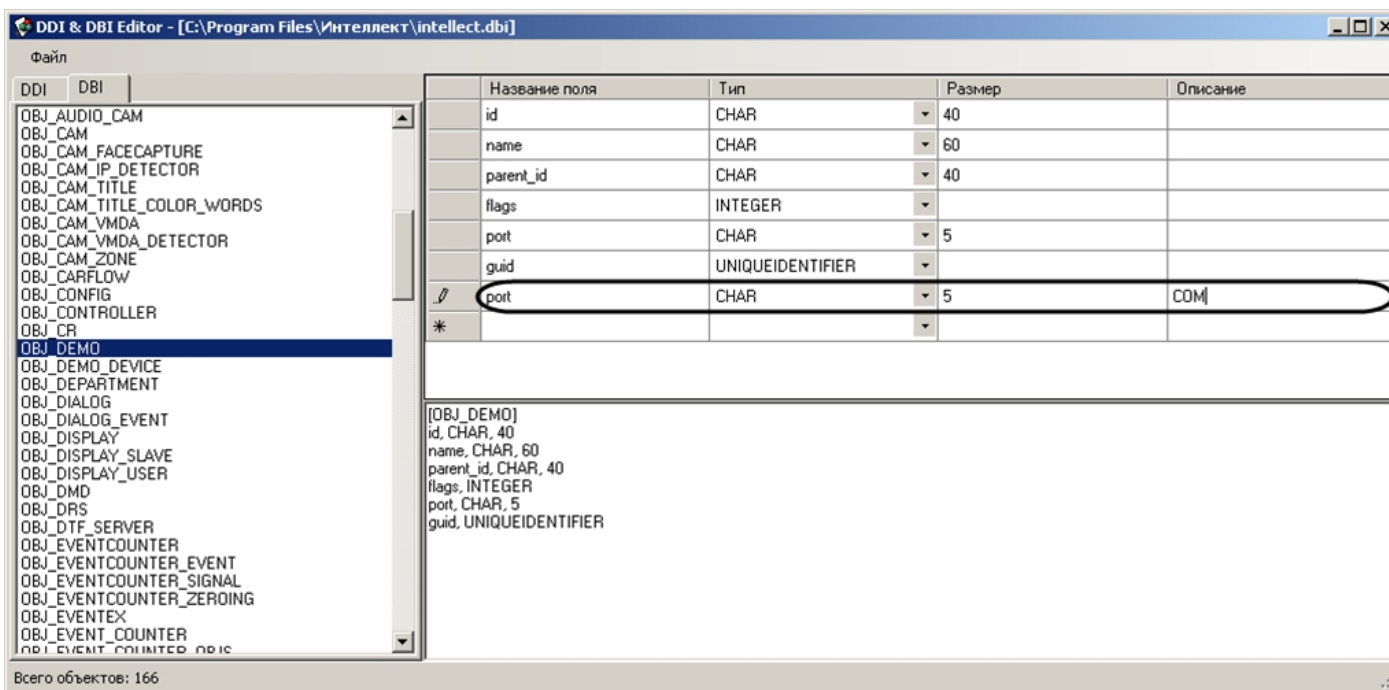 DDI & DBI Editor - [C:\Program Files\Интеллект\intellect.dbi]
Файл
DDI DBI
OBJ_AUDIO_CAM
OBJ_CAM
OBJ_CAM_FACECAPTURE
OBJ_CAM_IP_DETECTOR
OBJ_CAM_TITLE
OBJ_CAM_TITLE_COLOR_WORDS
OBJ_CAM_VMDA
OBJ_CAM_VMDA_DETECTOR
OBJ_CAM_ZONE
OBJ_CARFLOW
OBJ_CONFIG
OBJ_CONTROLLER
OBJ_CR
OBJ_DEMO
OBJ_DEMO_DEVICE
OBJ_DEPARTMENT
OBJ_DIALOG
OBJ_DIALOG_EVENT
OBJ_DISPLAY
OBJ_DISPLAY_SLAVE
OBJ_DISPLAY_USER
OBJ_DMD
OBJ_DRS
OBJ_DTF_SERVER
OBJ_EVENTCOUNTER
OBJ_EVENTCOUNTER_EVENT
OBJ_EVENTCOUNTER_SIGNAL
OBJ_EVENTCOUNTER_ZEROING
OBJ_EVENTEX
OBJ_EVENT_COUNTER
OBJ_EVENT_COUNTER_OBJS
Название поля Тип Размер Описание
id CHAR 40
name CHAR 60
parent_id CHAR 40
flags INTEGER
port CHAR 5
guid UNIQUEIDENTIFIER
port CHAR 5 COM
[OBJ_DEMO]
id, CHAR, 40
name, CHAR, 60
parent_id, CHAR, 40
flags, INTEGER
port, CHAR, 5
guid, UNIQUEIDENTIFIER
Всего объектов: 166